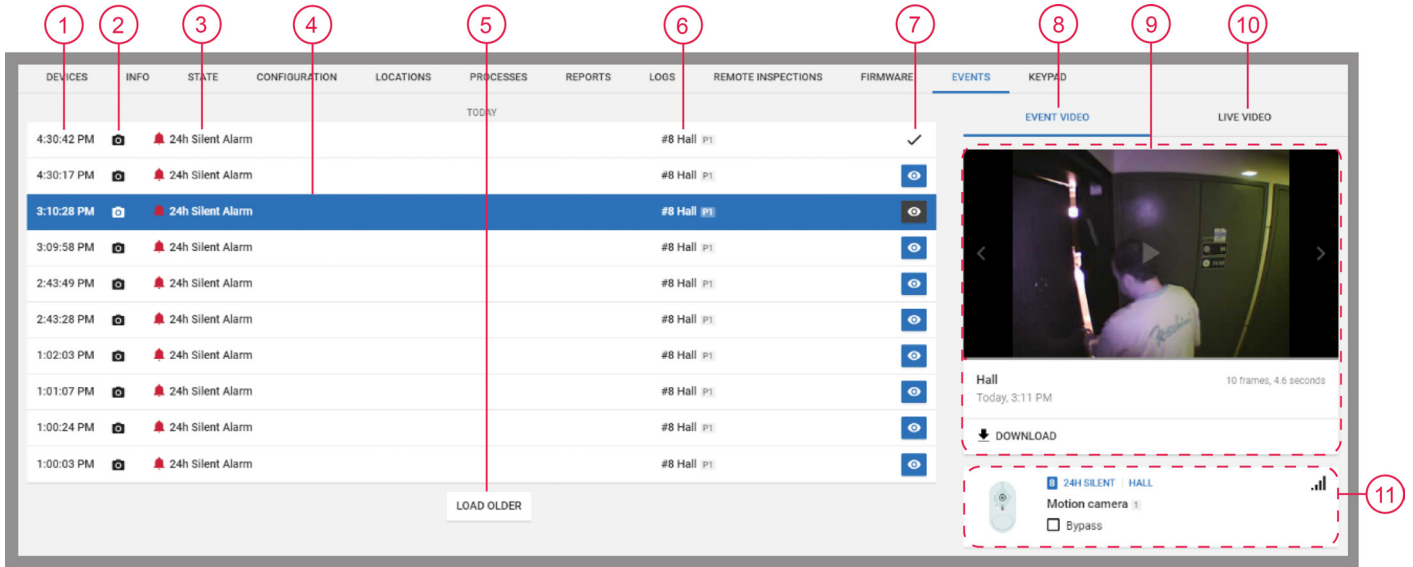 1 2 3 4 5 6 7 8 9 10
DEVICES INFO STATE CONFIGURATION LOCATIONS PROCESSES REPORTS LOGS REMOTE INSPECTIONS FIRMWARE EVENTS KEYPAD
TODAY
4:30:42 PM 24h Silent Alarm #8 Hall P1
4:30:17 PM 24h Silent Alarm #8 Hall P1
3:10:28 PM 24h Silent Alarm #8 Hall P1
3:09:58 PM 24h Silent Alarm #8 Hall P1
2:43:49 PM 24h Silent Alarm #8 Hall P1
2:43:28 PM 24h Silent Alarm #8 Hall P1
1:02:03 PM 24h Silent Alarm #8 Hall P1
1:01:07 PM 24h Silent Alarm #8 Hall P1
1:00:24 PM 24h Silent Alarm #8 Hall P1
1:00:03 PM 24h Silent Alarm #8 Hall P1
LOAD OLDER
EVENT VIDEO LIVE VIDEO
Hall 10 frames, 4.6 seconds
Today, 3:11 PM
DOWNLOAD
8 24H SILENT | HALL
Motion camera 1
Bypass
11